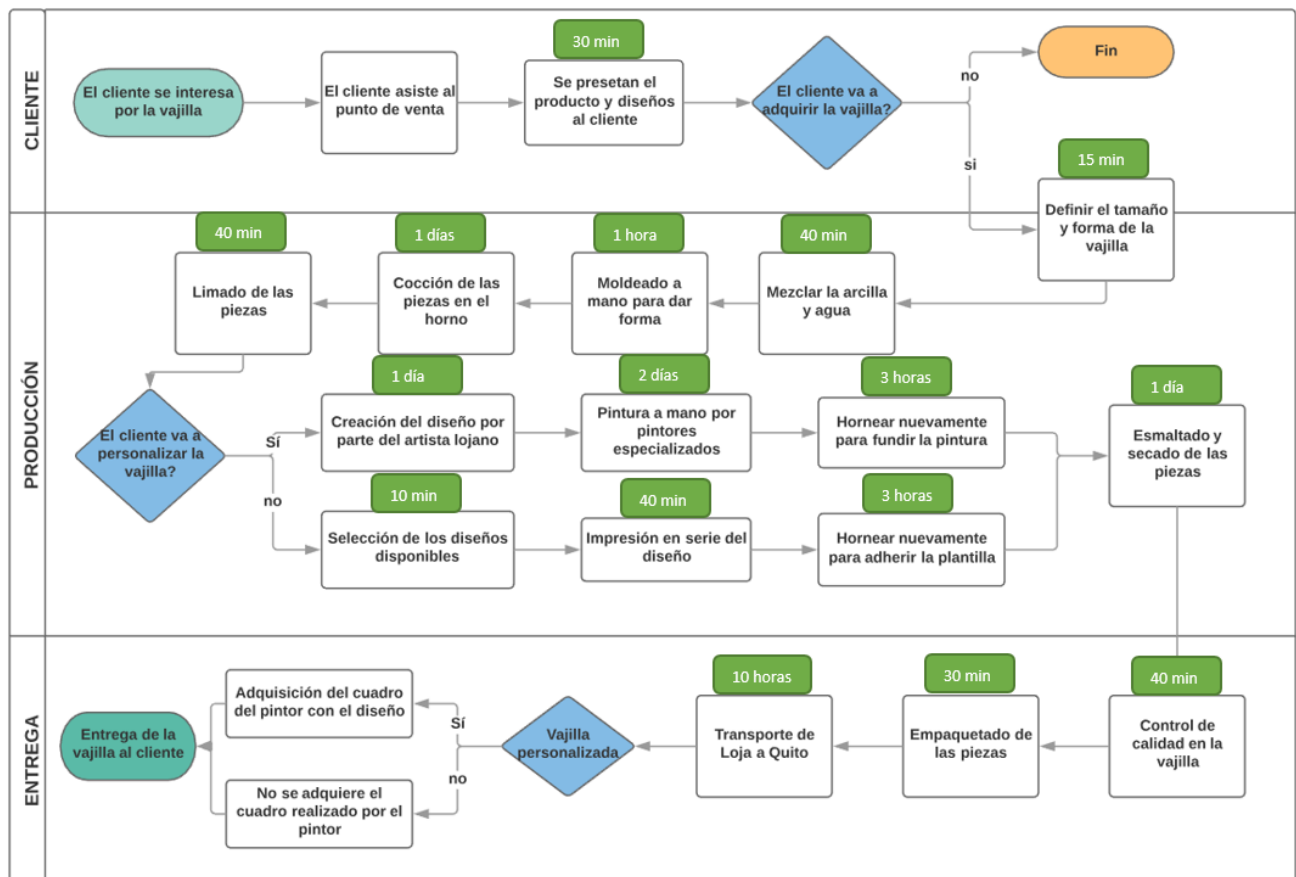 CLIENTE
El cliente se interesa
por la vajilla
El cliente asiste al
punto de venta
30 min
Se presetan el
producto y diseños
al cliente
El cliente va a
adquirir la vajilla?
no
Fin
si
15 min
Definir el tamaño
y forma de la
vajilla
PRODUCCIÓN
40 min
Mezclar la arcilla
y agua
1 hora
Moldeado a
mano para dar
forma
1 días
Cocción de las
piezas en el
horno
40 min
Limado de las
piezas
El cliente va a
personalizar la
vajilla?
Sí
1 día
Creación del diseño por
parte del artista lojano
2 días
Pintura a mano por
pintores
especializados
3 horas
Hornear nuevamente
para fundir la pintura
no
10 min
Selección de los diseños
disponibles
40 min
Impresión en serie del
diseño
3 horas
Hornear nuevamente
para adherir la plantilla
1 día
Esmaltado y
secado de las
piezas
ENTREGA
40 min
Control de
calidad en la
vajilla
30 min
Empaquetado de
las piezas
10 horas
Transporte de
Loja a Quito
Vajilla
personalizada
Sí
Adquisición del cuadro
del pintor con el diseño
no
No se adquiere el
cuadro realizado por el
pintor
Entrega de la
vajilla al cliente